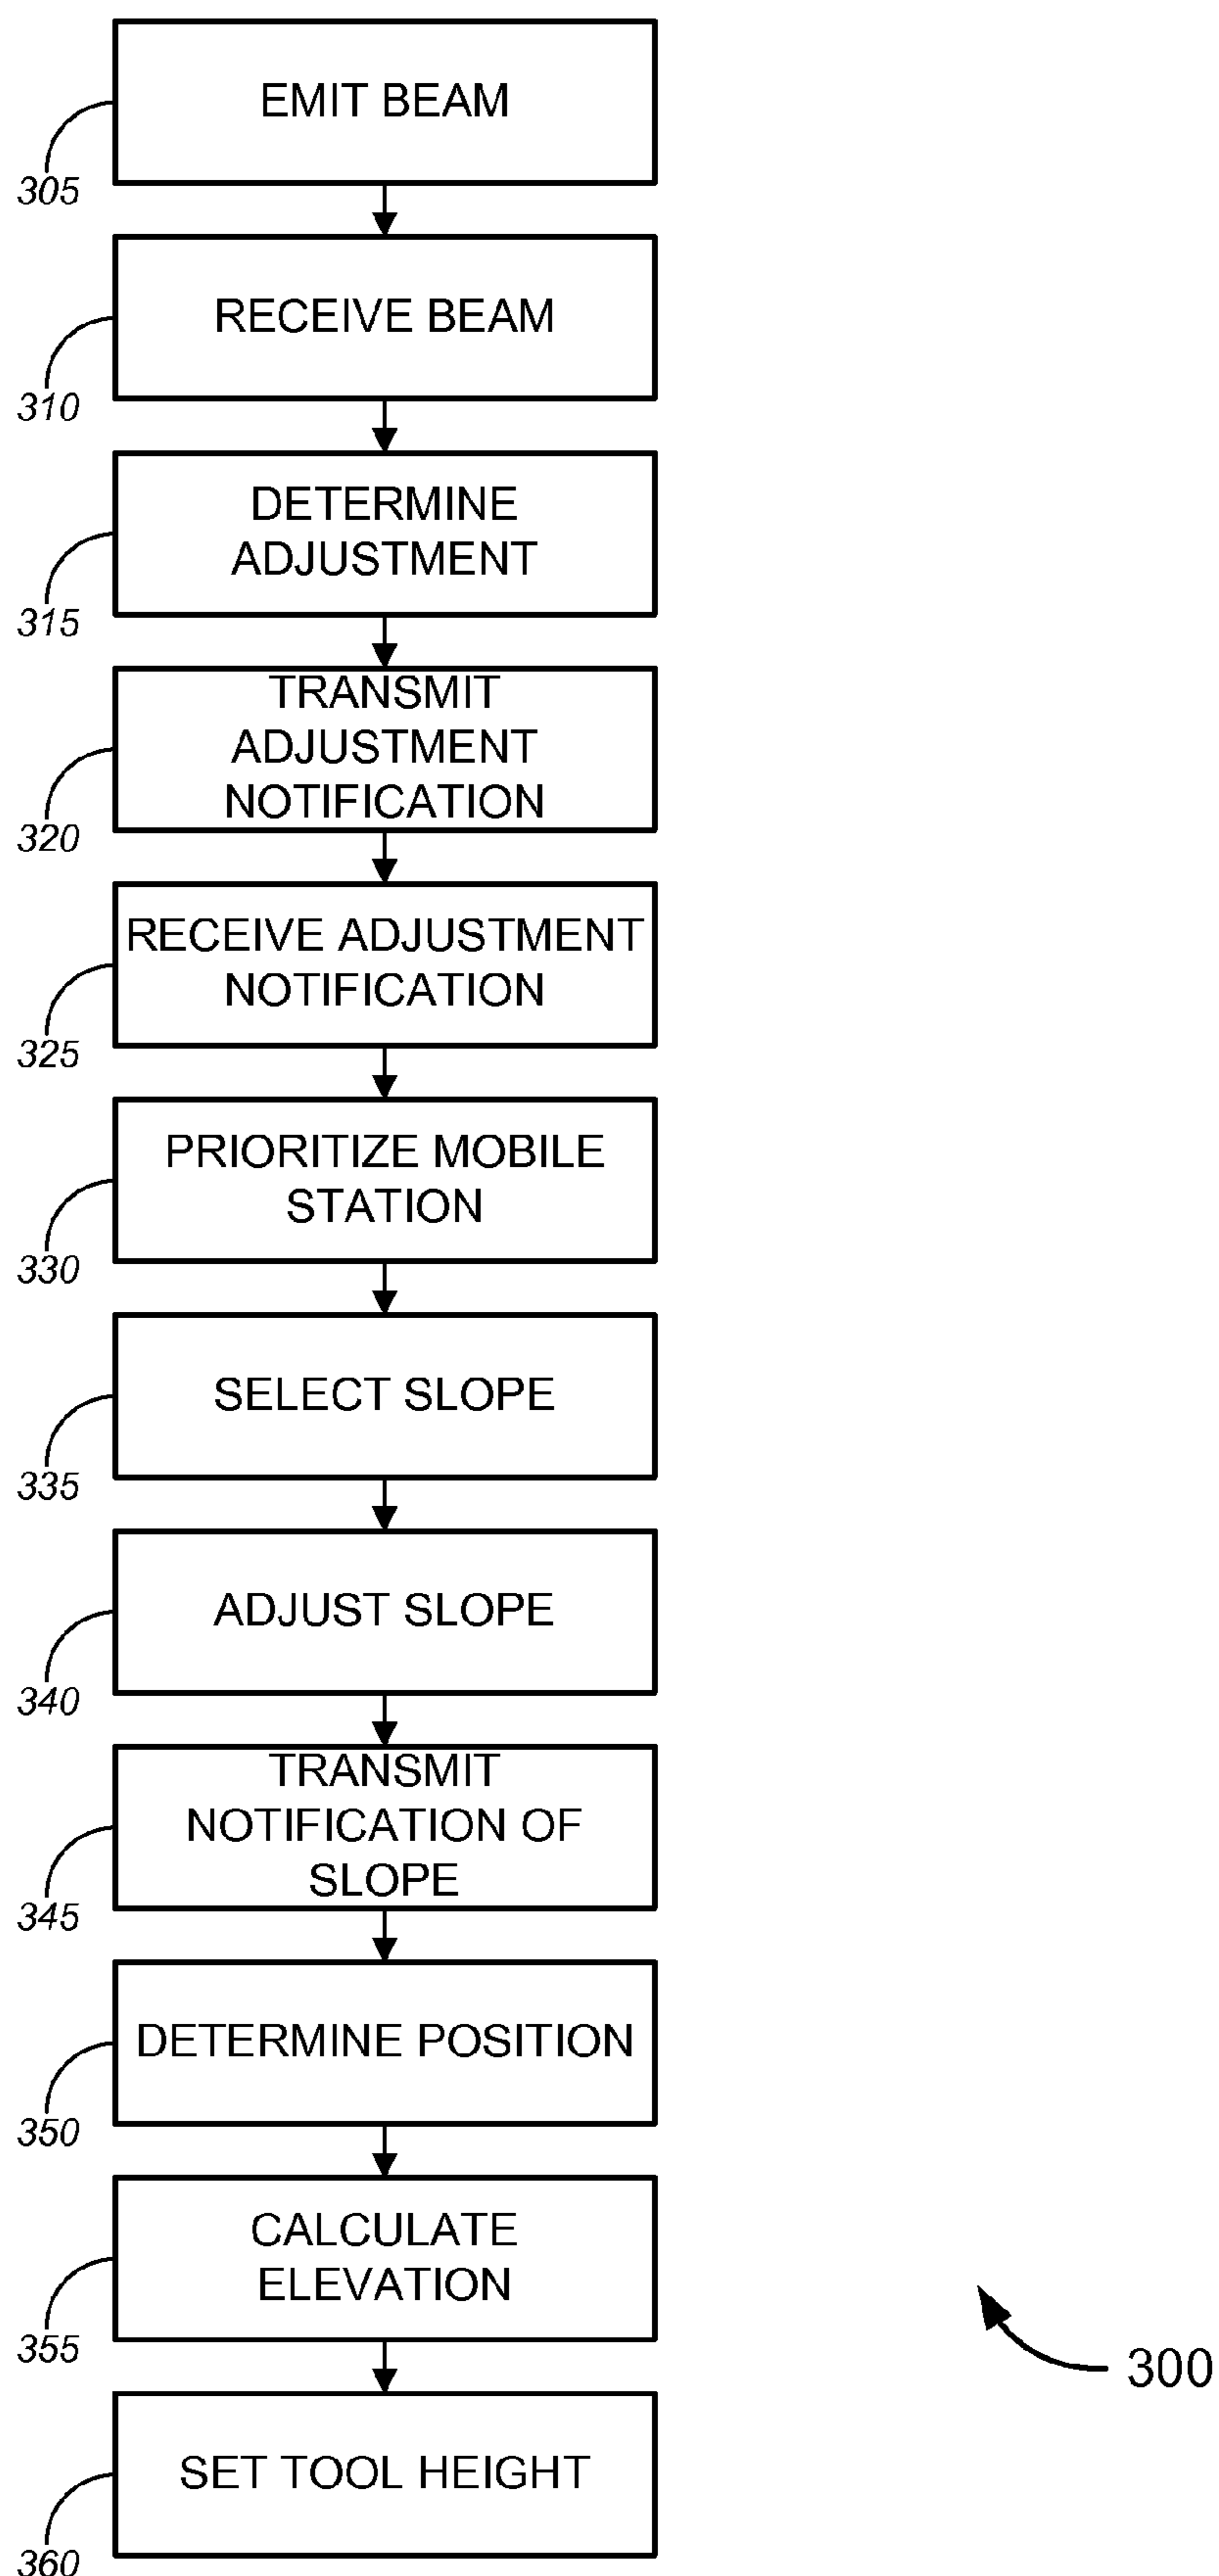 EMIT BEAM
305
RECEIVE BEAM
310
DETERMINE
ADJUSTMENT
315
TRANSMIT
ADJUSTMENT
NOTIFICATION
320
RECEIVE ADJUSTMENT
NOTIFICATION
325
PRIORITIZE MOBILE
STATION
330
SELECT SLOPE
335
ADJUST SLOPE
340
TRANSMIT
NOTIFICATION OF
SLOPE
345
DETERMINE POSITION
350
CALCULATE
ELEVATION
355
300
SET TOOL HEIGHT
360